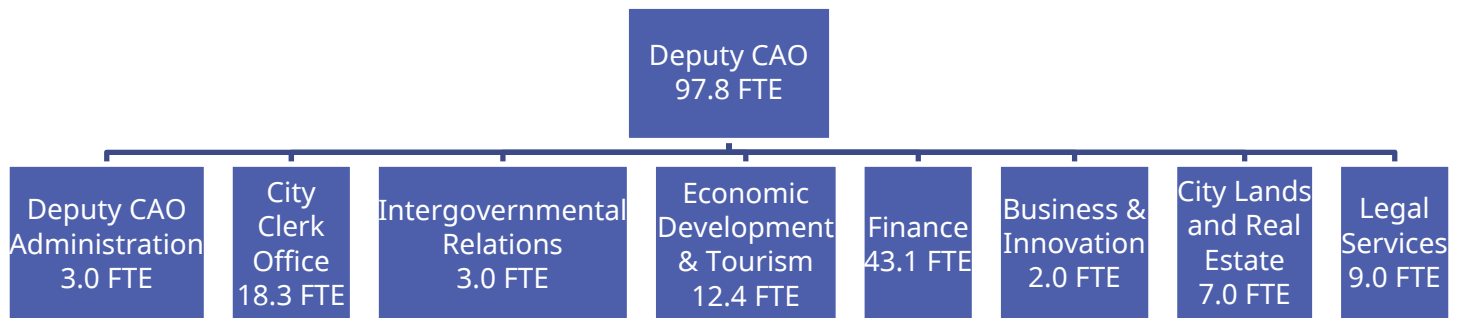 Deputy CAO
97.8 FTE
Deputy CAO
Administration
3.0 FTE
City
Clerk
Office
18.3 FTE
Intergovernmental
Relations
3.0 FTE
Economic
Development
& Tourism
12.4 FTE
Finance
43.1 FTE
Business &
Innovation
2.0 FTE
City Lands
and Real
Estate
7.0 FTE
Legal
Services
9.0 FTE